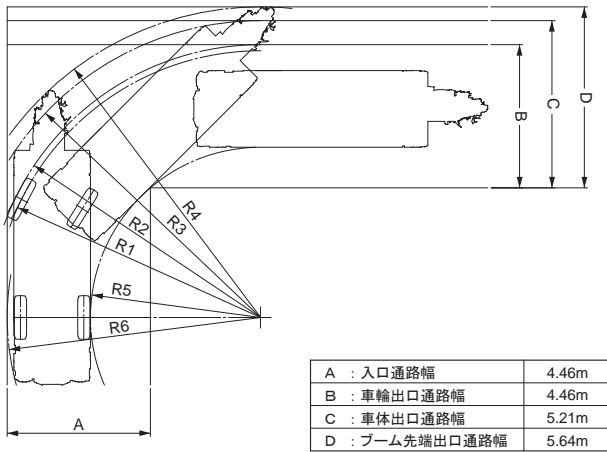 D
C
B
R4
R3
R2
R1
R5
R6
A
A : 入口通路幅 4.46m
B : 車輪出口通路幅 4.46m
C : 車体出口通路幅 5.21m
D : ブーム先端出口通路幅 5.64m